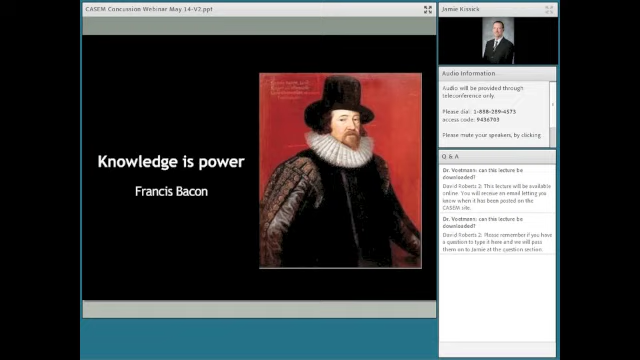 CASEM Concussion Webinar May 14-V2.ppt
Knowledge is power
Francis Bacon
Jamie Kissick
Audio Information
Audio will be provided through
teleconference only.
Please dial: 1-888-289-4573
access code: 9436703
Please mute your speakers, by clicking
Q & A
Dr. Vostmann: can this lecture be
downloaded?
David Roberts 2: This lecture will be available
online. You will receive an email letting you
know when it has been posted on the
CASEM site.
Dr. Vostmann: can this lecture be
downloaded?
David Roberts 2: Please remember if you have
a question to type it here and we will pass
them on to Jamie at the question section.